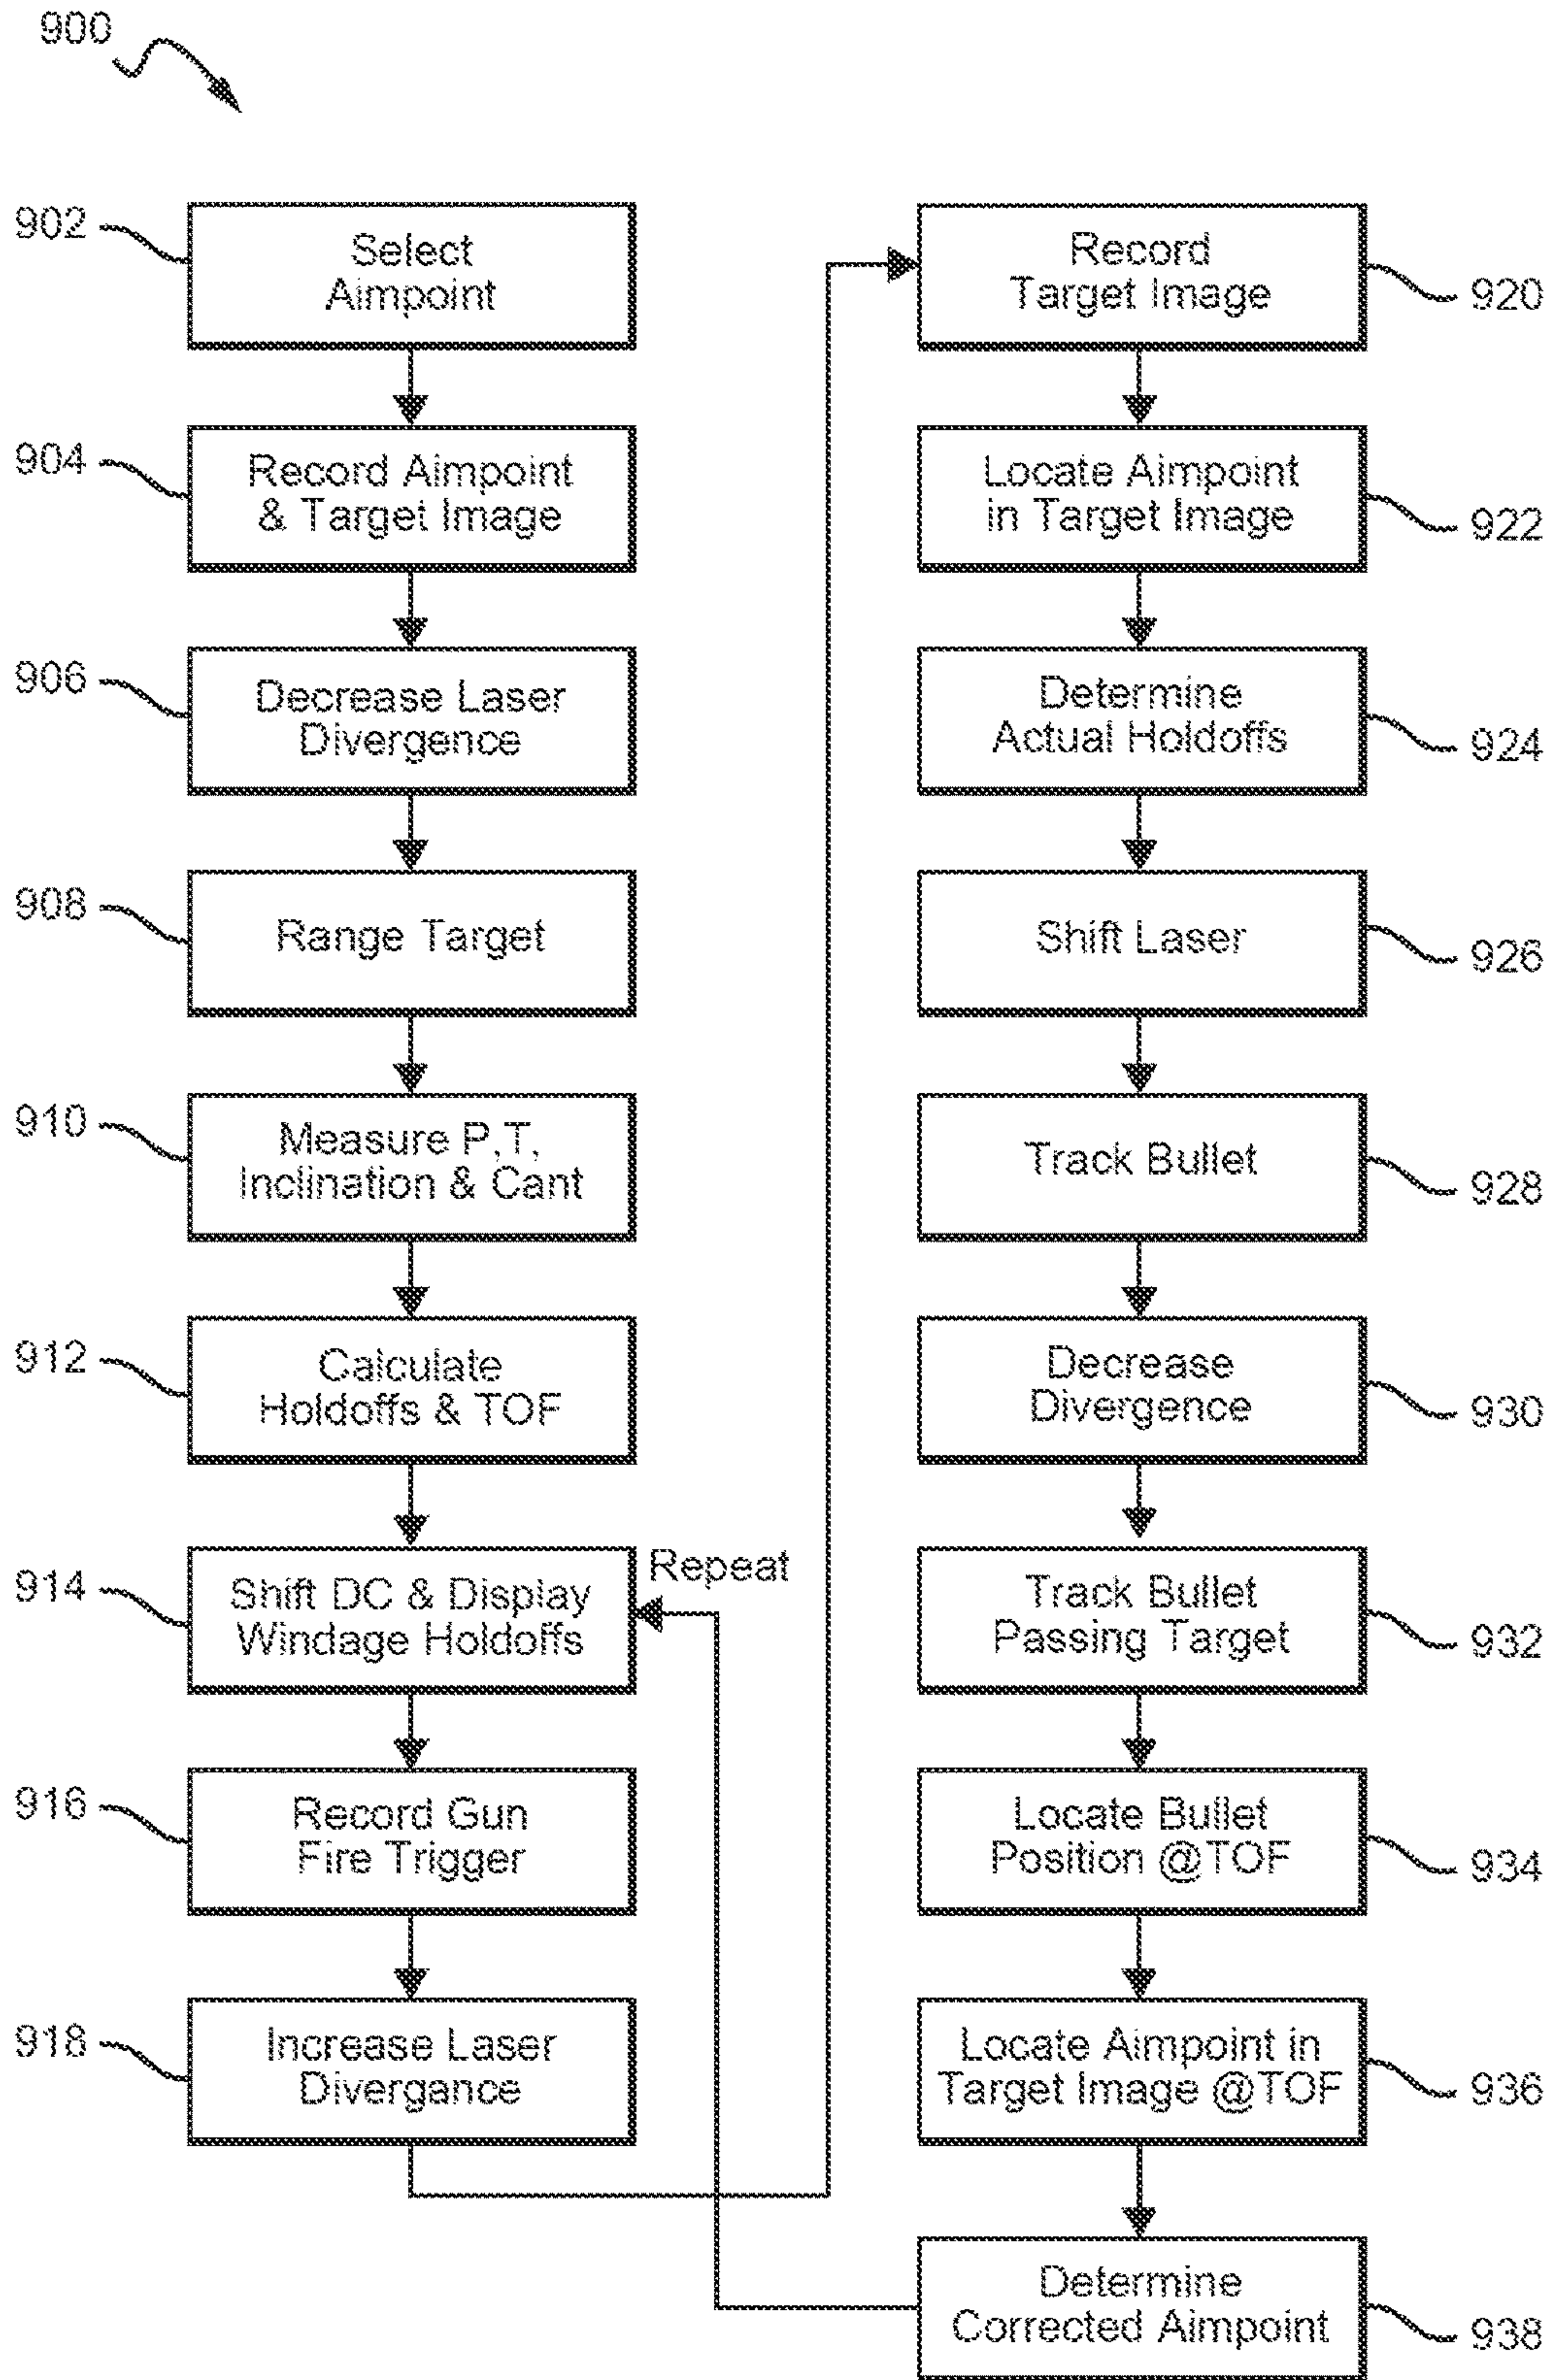 900
902
Select
Aimpoint
904
Record Aimpoint
& Target Image
906
Decrease Laser
Divergence
908
Range Target
910
Measure P,T,
Inclination & Cant
912
Calculate
Holdoffs & TOF
914
Shift DC & Display
Windage Holdoffs
Repeat
916
Record Gun
Fire Trigger
918
Increase Laser
Divergance
Record
Target Image
920
Locate Aimpoint
in Target Image
922
Determine
Actual Holdoffs
924
Shift Laser
926
Track Bullet
928
Decrease
Divergence
930
Track Bullet
Passing Target
932
Locate Bullet
Position @TOF
934
Locate Aimpoint in
Target Image @TOF
936
Determine
Corrected Aimpoint
938